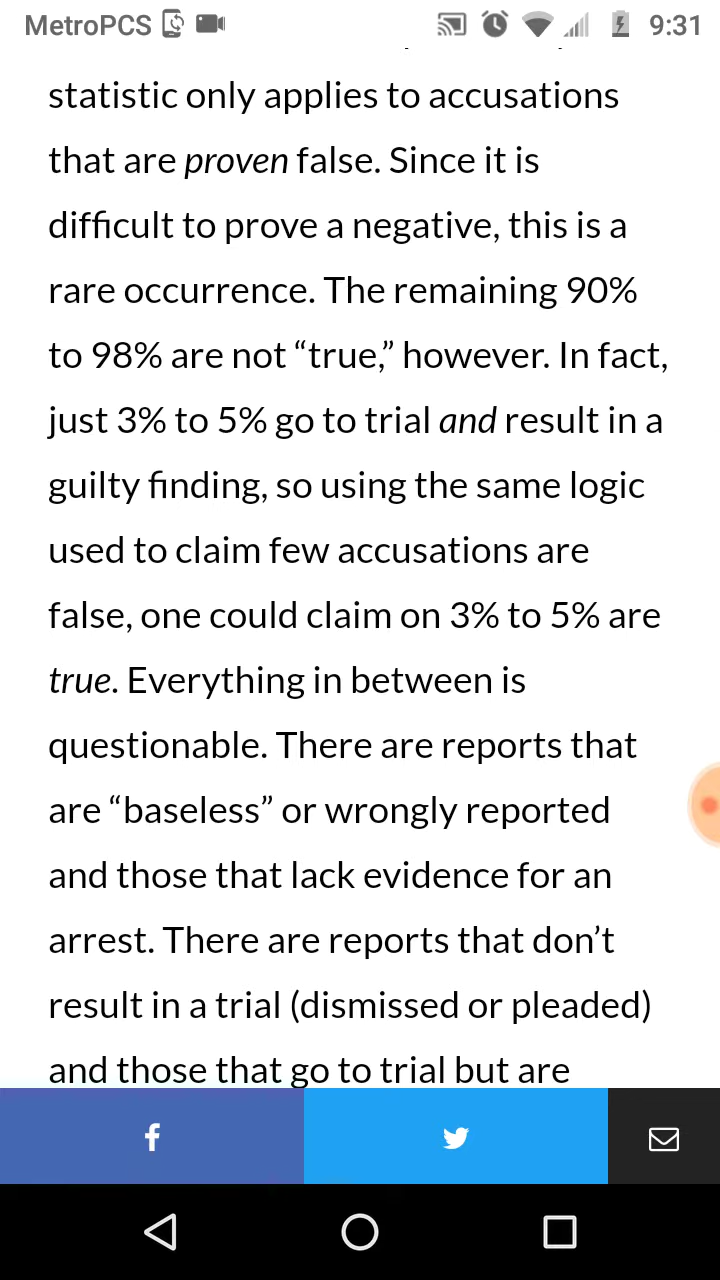 MetroPCS 9:31
statistic only applies to accusations
that are proven false. Since it is
difficult to prove a negative, this is a
rare occurrence. The remaining 90%
to 98% are not “true,” however. In fact,
just 3% to 5% go to trial and result in a
guilty finding, so using the same logic
used to claim few accusations are
false, one could claim on 3% to 5% are
true. Everything in between is
questionable. There are reports that
are “baseless” or wrongly reported
and those that lack evidence for an
arrest. There are reports that don’t
result in a trial (dismissed or pleaded)
and those that go to trial but are